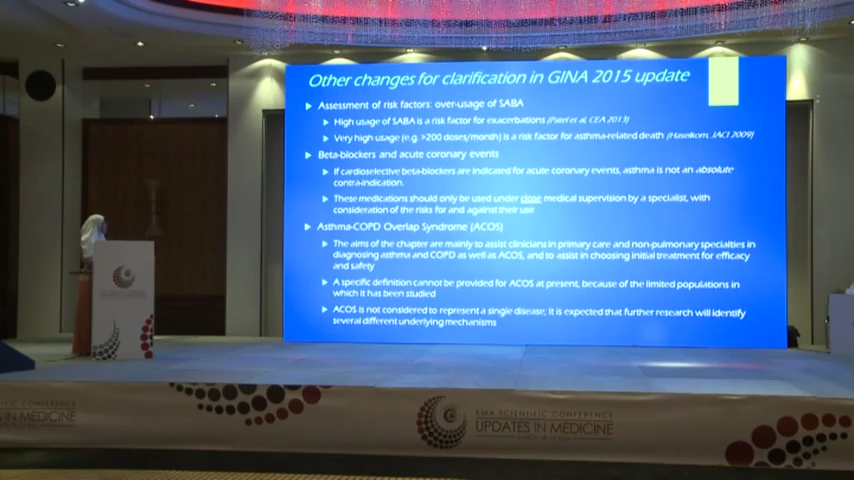 Other changes for clarification in GINA 2015 update
Assessment of risk factors: over-usage of SABA
High usage of SABA is a risk factor for exacerbations (Patel et al, CEA 2013)
Very high usage (e.g. >200 doses/month) is a risk factor for asthma-related death (Haselkom, JACI 2009)
Beta-blockers and acute coronary events
If cardioselective beta-blockers are indicated for acute coronary events, asthma is not an absolute
contra-indication.
These medications should only be used under close medical supervision by a specialist, with
consideration of the risks for and against their use
Asthma-COPD Overlap Syndrome (ACOS)
The aims of the chapter are mainly to assist clinicians in primary care and non-pulmonary specialties in
diagnosing asthma and COPD as well as ACOS, and to assist in choosing initial treatment for efficacy
and safety
A specific definition cannot be provided for ACOS at present, because of the limited populations in
which it has been studied
ACOS is not considered to represent a single disease; it is expected that further research will identify
several different underlying mechanisms
SCIENTIFIC CONFERENCE
S IN MEDICINE
KMA SCIENTIFIC CONFERENCE
UPDATES IN MEDICINE